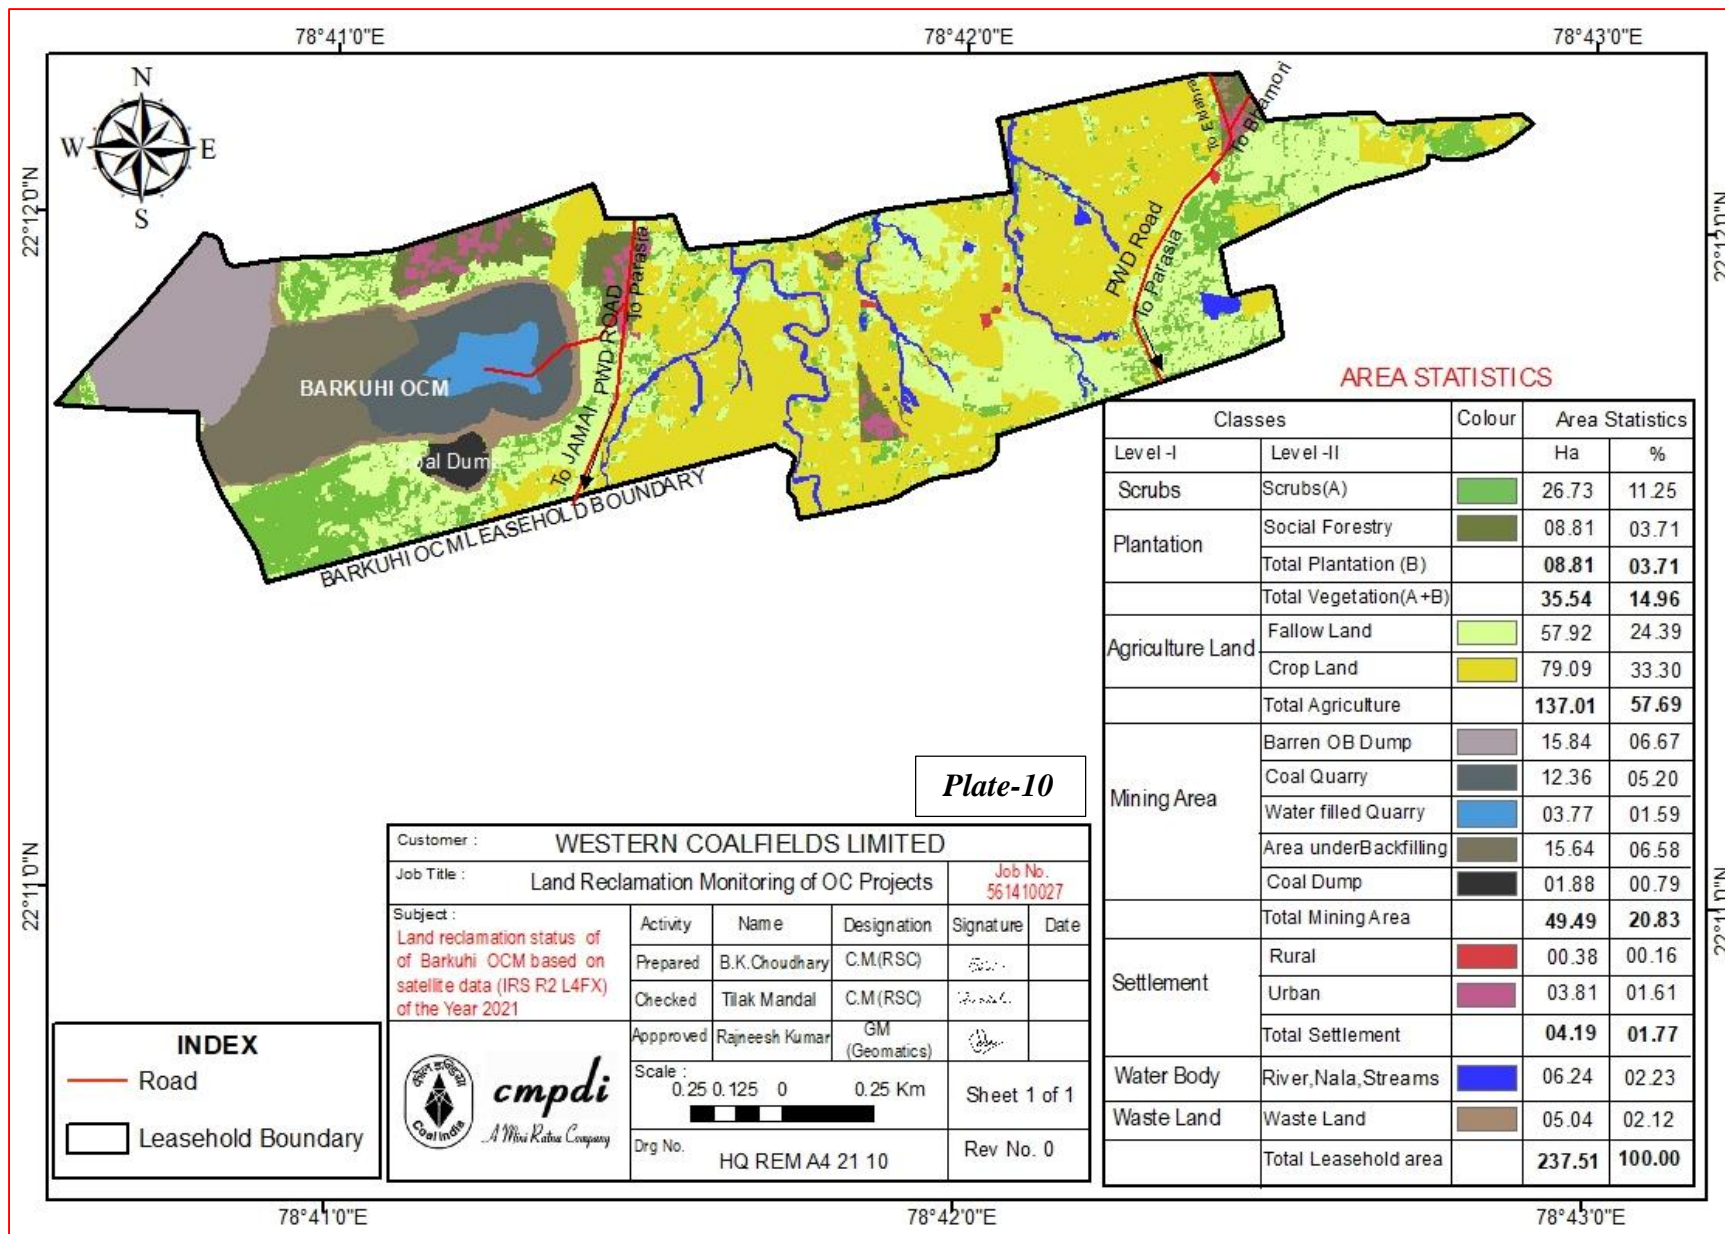 78°41'0"E 78°42'0"E 78°43'0"E
N
W E
S
22°12'0"N
22°12'0"N
To Eklahra
To Bhamori
PWD Road
To Parasia
To Parasia
PWD ROAD
To JAMAI
BARKUHI OCM
Coal Dump
BARKUHI OCM LEASEHOLD BOUNDARY
AREA STATISTICS
Classes Colour Area Statistics
Level -I Level -II Ha %
Scrubs Scrubs(A) 26.73 11.25
Plantation Social Forestry 08.81 03.71
Total Plantation (B) 08.81 03.71
Total Vegetation(A+B) 35.54 14.96
Agriculture Land Fallow Land 57.92 24.39
Crop Land 79.09 33.30
Total Agriculture 137.01 57.69
Mining Area Barren OB Dump 15.84 06.67
Coal Quarry 12.36 05.20
Water filled Quarry 03.77 01.59
Area underBackfilling 15.64 06.58
Coal Dump 01.88 00.79
Total Mining Area 49.49 20.83
Settlement Rural 00.38 00.16
Urban 03.81 01.61
Total Settlement 04.19 01.77
Water Body River,Nala,Streams 06.24 02.23
Waste Land Waste Land 05.04 02.12
Total Leasehold area 237.51 100.00
Plate-10
Customer : WESTERN COALFIELDS LIMITED
Job Title : Land Reclamation Monitoring of OC Projects
Job No.
561410027
Subject :
Land reclamation status of
of Barkuhi OCM based on
satellite data (IRS R2 L4FX)
of the Year 2021
Activity Name Designation Signature Date
Prepared B.K.Choudhary C.M.(RSC)
Checked Tilak Mandal C.M (RSC)
Appproved Rajneesh Kumar GM
(Geomatics)
Scale :
0.25 0.125 0 0.25 Km
Sheet 1 of 1
Drg No.
HQ REM A4 21 10
Rev No. 0
कोल इण्डिया
Coal India
cmpdi
A Mini Ratna Company
INDEX
Road
Leasehold Boundary
22°11'0"N
22°11'0"N
78°41'0"E 78°42'0"E 78°43'0"E